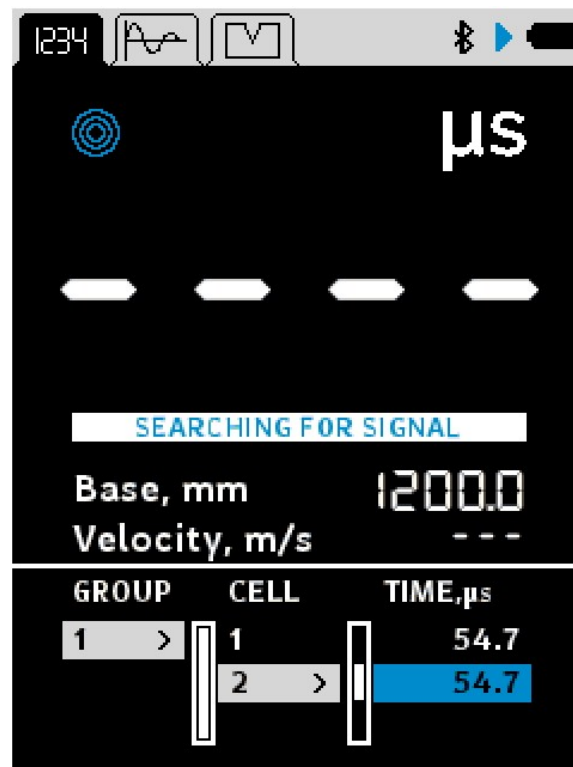 1234
µs
- - - -
SEARCHING FOR SIGNAL
Base, mm 1200.0
Velocity, m/s - - -
GROUP CELL TIME,µs
1 > 1 54.7
2 > 54.7